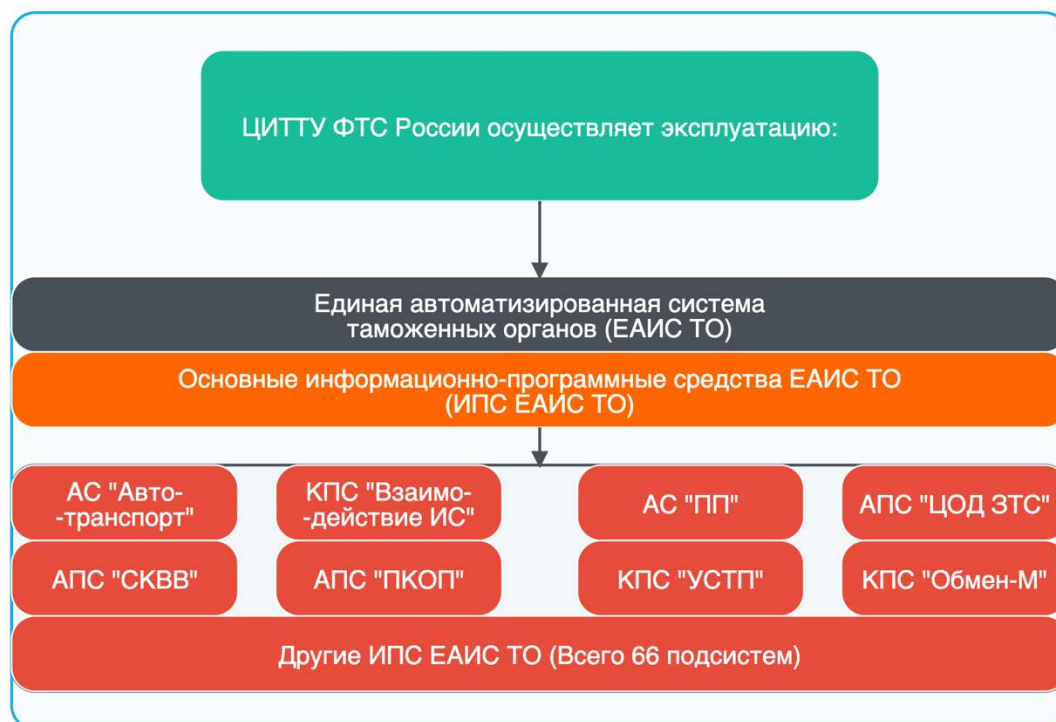 ЦИТТУ ФТС России осуществляет эксплуатацию:
Единая автоматизированная система
таможенных органов (ЕАИС ТО)
Основные информационно-программные средства ЕАИС ТО
(ИПС ЕАИС ТО)
АС "Авто-
-транспорт"
КПС "Взаимо-
-действие ИС"
АС "ПП"
АПС "ЦОД ЗТС"
АПС "СКВВ"
АПС "ПКОП"
КПС "УСТП"
КПС "Обмен-М"
Другие ИПС ЕАИС ТО (Всего 66 подсистем)